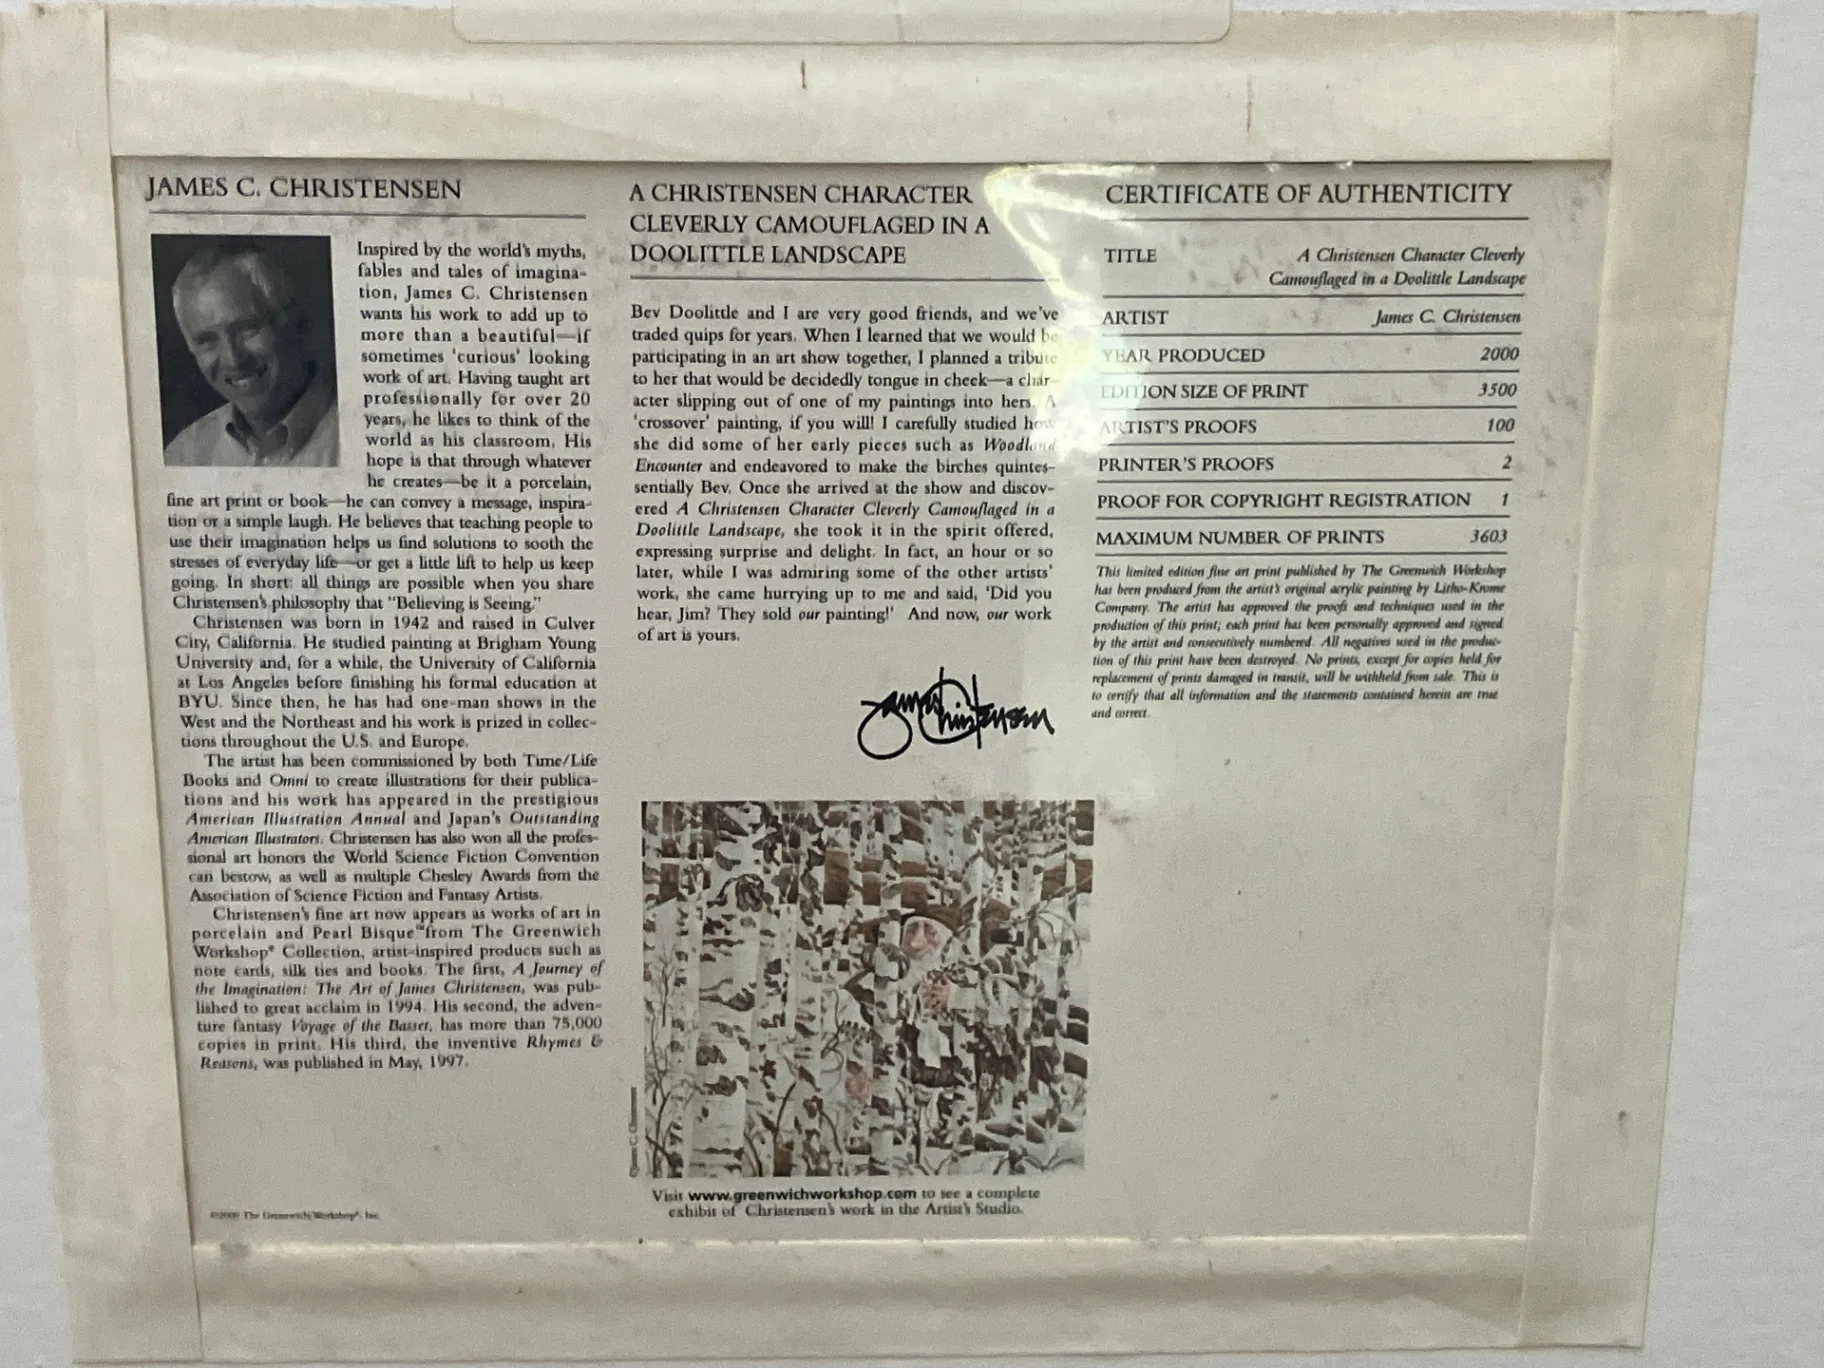 JAMES C. CHRISTENSEN
Inspired by the world's myths,
fables and tales of imagina-
tion, James C. Christensen
wants his work to add up to
more than a beautiful—if
sometimes 'curious' looking
work of art. Having taught art
professionally for over 20
years, he likes to think of the
world as his classroom. His
hope is that through whatever
he creates—be it a porcelain,
fine art print or book—he can convey a message, inspira-
tion or a simple laugh. He believes that teaching people to
use their imagination helps us find solutions to sooth the
stresses of everyday life—or get a little lift to help us keep
going. In short: all things are possible when you share
Christensen's philosophy that "Believing is Seeing."
Christensen was born in 1942 and raised in Culver
City, California. He studied painting at Brigham Young
University and, for a while, the University of California
at Los Angeles before finishing his formal education at
BYU. Since then, he has had one-man shows in the
West and the Northeast and his work is prized in collec-
tions throughout the U.S. and Europe.
The artist has been commissioned by both Time/Life
Books and Omni to create illustrations for their publica-
tions and his work has appeared in the prestigious
American Illustration Annual and Japan's Outstanding
American Illustrators. Christensen has also won all the profes-
sional art honors the World Science Fiction Convention
can bestow, as well as multiple Chesley Awards from the
Association of Science Fiction and Fantasy Artists.
Christensen's fine art now appears as works of art in
porcelain and Pearl Bisque™from The Greenwich
Workshop® Collection, artist-inspired products such as
note cards, silk ties and books. The first, A Journey of
the Imagination: The Art of James Christensen, was pub-
lished to great acclaim in 1994. His second, the adven-
ture fantasy Voyage of the Basset, has more than 75,000
copies in print. His third, the inventive Rhymes &
Reasons, was published in May, 1997.
©2000 The Greenwich Workshop®, Inc.
A CHRISTENSEN CHARACTER
CLEVERLY CAMOUFLAGED IN A
DOOLITTLE LANDSCAPE
Bev Doolittle and I are very good friends, and we've
traded quips for years. When I learned that we would be
participating in an art show together, I planned a tribute
to her that would be decidedly tongue in cheek—a char-
acter slipping out of one of my paintings into hers. A
'crossover' painting, if you will! I carefully studied how
she did some of her early pieces such as Woodland
Encounter and endeavored to make the birches quintes-
sentially Bev. Once she arrived at the show and discov-
ered A Christensen Character Cleverly Camouflaged in a
Doolittle Landscape, she took it in the spirit offered,
expressing surprise and delight. In fact, an hour or so
later, while I was admiring some of the other artists'
work, she came hurrying up to me and said, 'Did you
hear, Jim? They sold our painting!' And now, our work
of art is yours.
James Christensen
©James C. Christensen
Visit www.greenwichworkshop.com to see a complete
exhibit of Christensen's work in the Artist's Studio.
CERTIFICATE OF AUTHENTICITY
TITLE A Christensen Character Cleverly
Camouflaged in a Doolittle Landscape
ARTIST James C. Christensen
YEAR PRODUCED 2000
EDITION SIZE OF PRINT 3500
ARTIST'S PROOFS 100
PRINTER'S PROOFS 2
PROOF FOR COPYRIGHT REGISTRATION 1
MAXIMUM NUMBER OF PRINTS 3603
This limited edition fine art print published by The Greenwich Workshop
has been produced from the artist's original acrylic painting by Litho-Krome
Company. The artist has approved the proofs and techniques used in the
production of this print; each print has been personally approved and signed
by the artist and consecutively numbered. All negatives used in the produc-
tion of this print have been destroyed. No prints, except for copies held for
replacement of prints damaged in transit, will be withheld from sale. This is
to certify that all information and the statements contained herein are true
and correct.